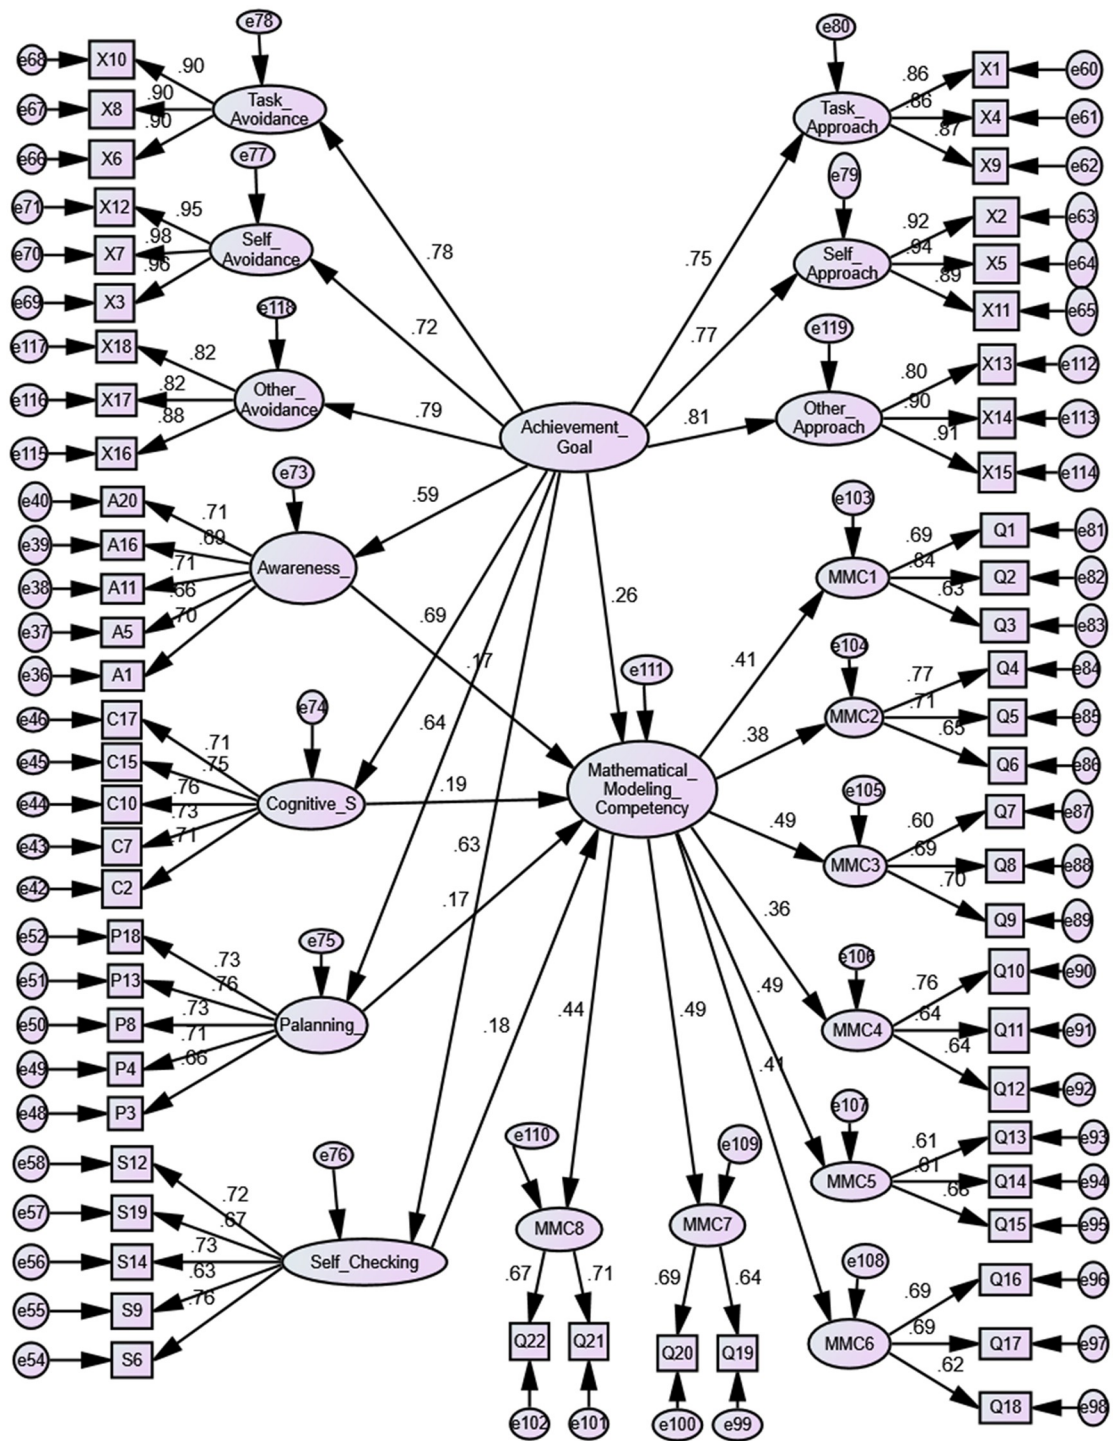 e78
e68
X10
.90
e67
X8
.90
Task_
Avoidance
e66
X6
.90
e77
e71
X12
.95
e70
X7
.98
Self_
Avoidance
e69
X3
.96
e118
e117
X18
.82
e116
X17
.82
Other_
Avoidance
e115
X16
.88
.78
.72
.79
Achievement_
Goal
e80
Task_
Approach
.86
X1
e60
.86
X4
e61
.87
X9
e62
e79
Self_
Approach
.92
X2
e63
.94
X5
e64
.89
X11
e65
e119
Other_
Approach
.80
X13
e112
.90
X14
e113
.91
X15
e114
.75
.77
.81
e73
.59
e40
A20
.71
e39
A16
.69
e38
A11
.71
Awareness_
e37
A5
.66
e36
A1
.70
.69
.17
.26
.64
e111
e74
e46
C17
.71
e45
C15
.75
e44
C10
.76
Cognitive_S
.19
e43
C7
.73
e42
C2
.71
Mathematical_
Modeling_
Competency
.63
.17
e75
e52
P18
.73
e51
P13
.76
e50
P8
.73
Palanning_
e49
P4
.71
e48
P3
.66
.18
.44
.49
e76
e58
S12
.72
e57
S19
.67
e56
S14
.73
Self_Checking
e55
S9
.63
e54
S6
.76
e103
MMC1
.69
Q1
e81
.84
Q2
e82
.63
Q3
e83
.41
e104
MMC2
.77
Q4
e84
.71
Q5
e85
.65
Q6
e86
.38
e105
MMC3
.60
Q7
e87
.69
Q8
e88
.70
Q9
e89
.49
.36
e106
MMC4
.76
Q10
e90
.64
Q11
e91
.64
Q12
e92
.49
.41
e107
MMC5
.61
Q13
e93
.61
Q14
e94
.66
Q15
e95
e108
MMC6
.69
Q16
e96
.69
Q17
e97
.62
Q18
e98
e110
MMC8
.67
.71
Q22
Q21
e102
e101
e109
MMC7
.69
.64
Q20
Q19
e100
e99